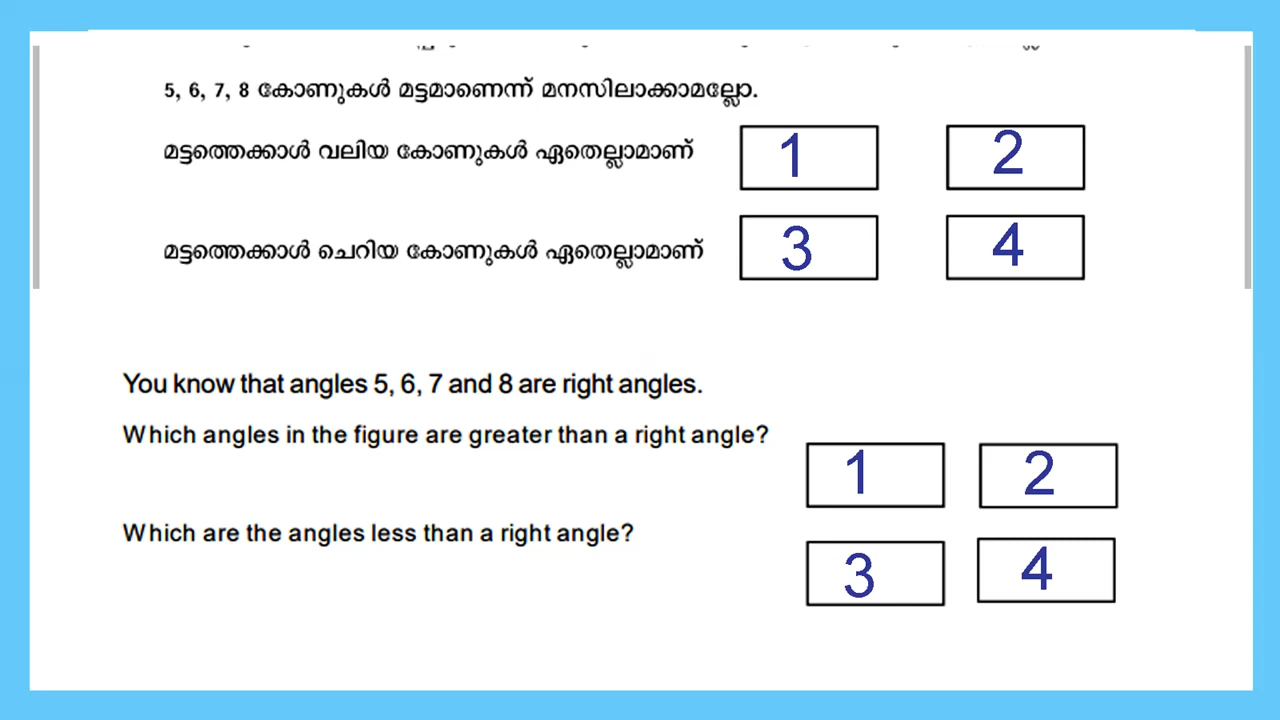 5, 6, 7, 8 കോണുകൾ മട്ടമാണെന്ന് മനസിലാക്കാമല്ലോ.
മട്ടത്തെക്കാൾ വലിയ കോണുകൾ ഏതെല്ലാമാണ് 1 2
മട്ടത്തെക്കാൾ ചെറിയ കോണുകൾ ഏതെല്ലാമാണ് 3 4
You know that angles 5, 6, 7 and 8 are right angles.
Which angles in the figure are greater than a right angle?
1 2
Which are the angles less than a right angle?
3 4